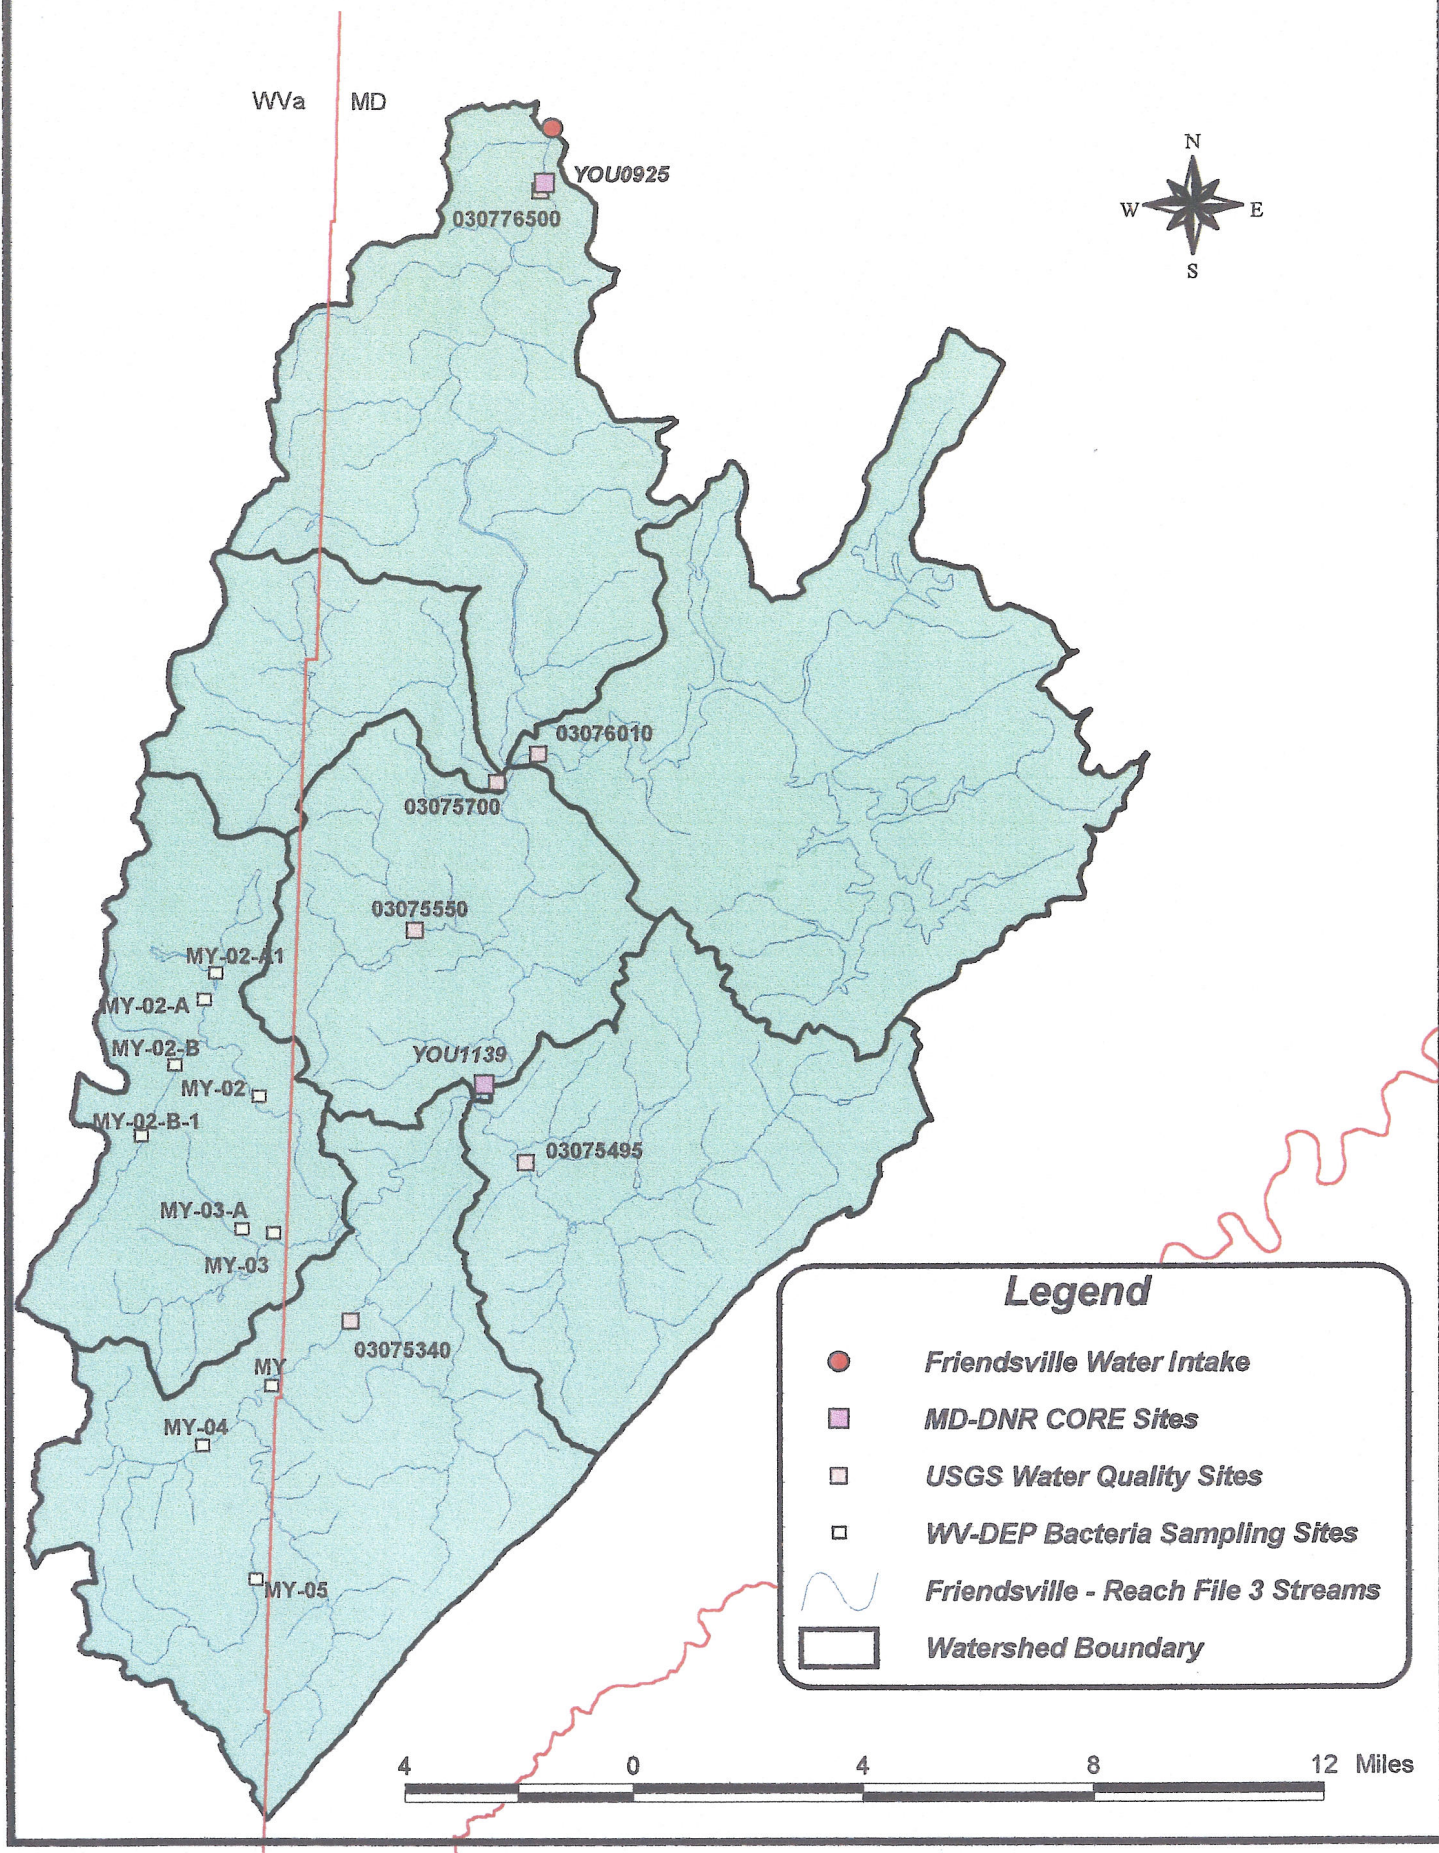 WVa MD
N
W E
S
YOU0925
030776500
03076010
03075700
03075550
MY-02-A1
MY-02-A
MY-02-B
YOU1139
MY-02
MY-02-B-1
03075495
MY-03-A
MY-03
03075340
MY
MY-04
MY-05
Legend
Friendsville Water Intake
MD-DNR CORE Sites
USGS Water Quality Sites
WV-DEP Bacteria Sampling Sites
Friendsville - Reach File 3 Streams
Watershed Boundary
4 0 4 8 12 Miles